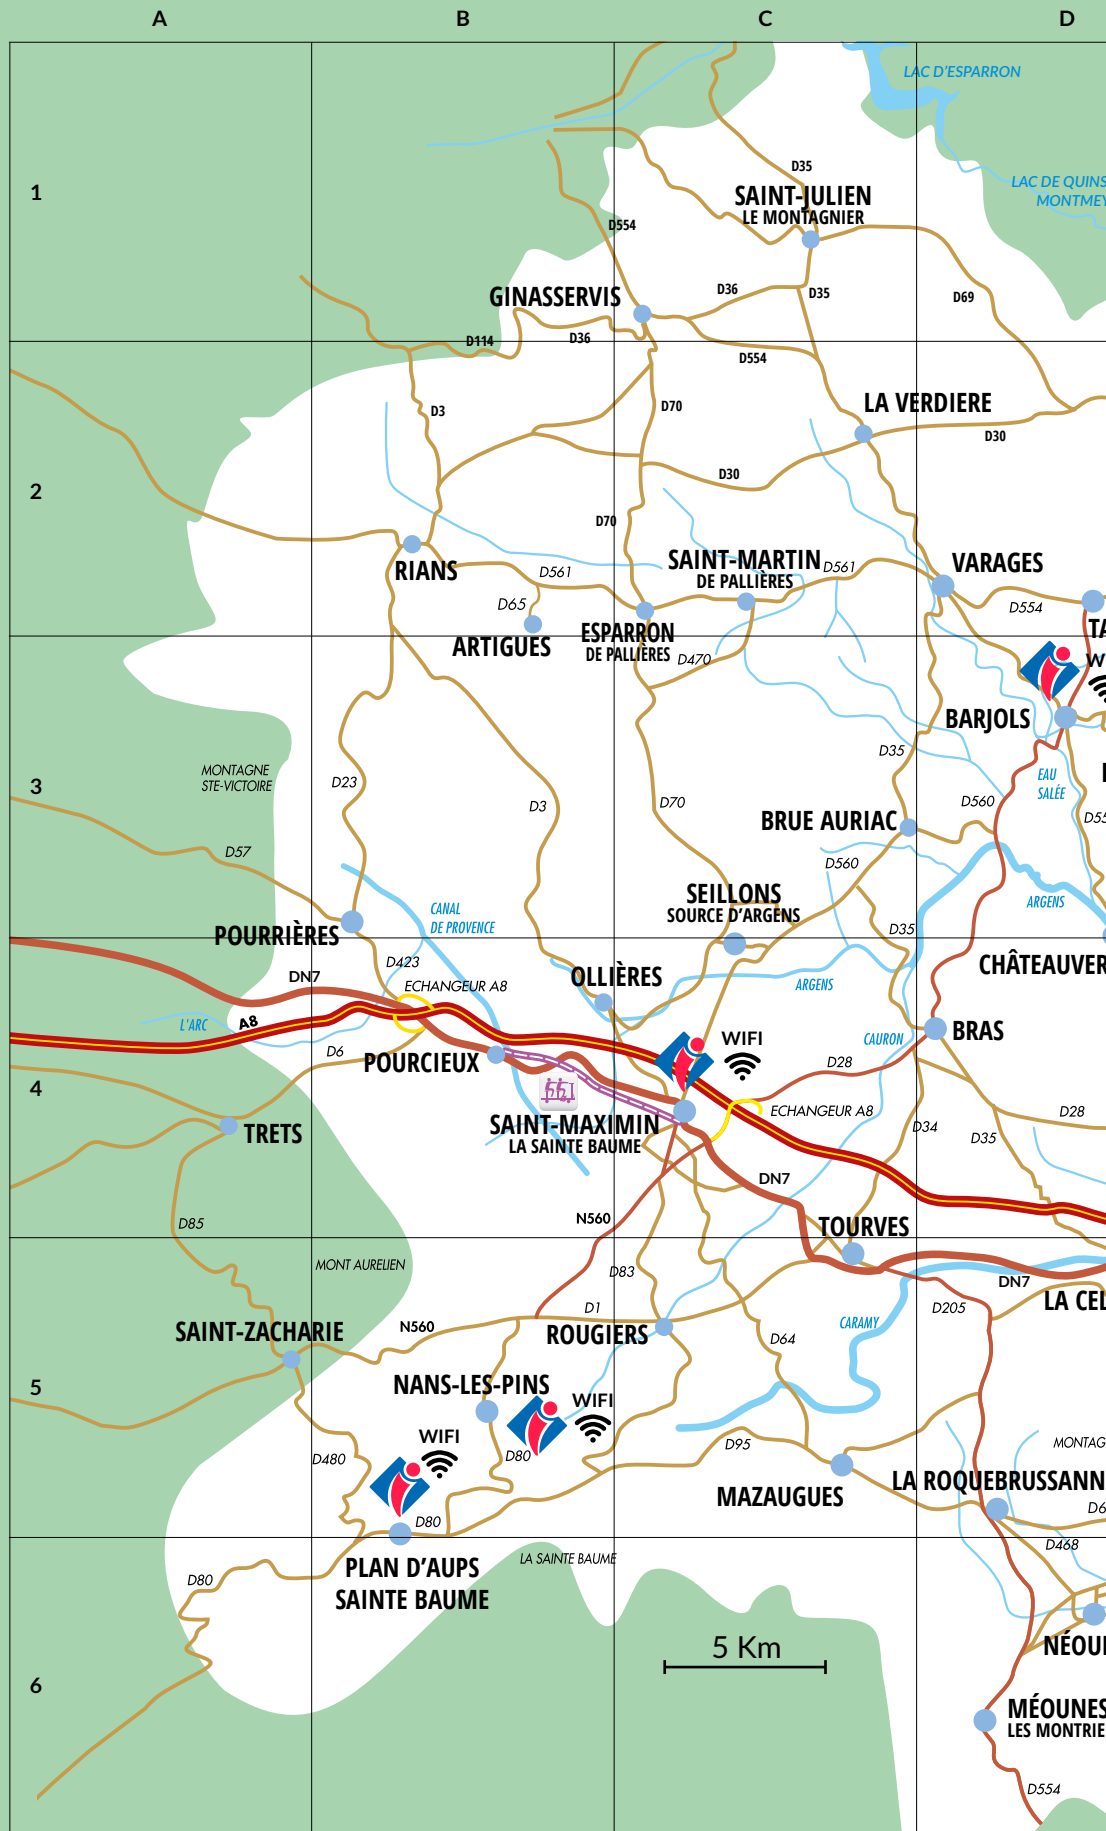 A
B
C
D
LAC D'ESPARRON
1
D35
LAC DE QUINS
MONTMEY
SAINT-JULIEN
LE MONTAGNIER
D554
D36
D35
D69
GINASSERVIS
D114
D36
D554
D3
D70
LA VERDIERE
D30
D30
2
D70
RIANS
D561
SAINT-MARTIN
DE PALLIÈRES
D561
VARAGES
D65
D554
ARTIGUES
ESPARRON
DE PALLIÈRES
D470
TA
W
BARJOLS
MONTAGNE
STE-VICTOIRE
D35
3
D23
D3
D70
EAU
SALÉE
D560
D55
BRUE AURIAC
D57
D560
SEILLONS
SOURCE D'ARGENS
CANAL
DE PROVENCE
ARGENS
POURRIÈRES
D35
D423
DN7
ECHANGEUR A8
OLLIÈRES
ARGENS
CHÂTEAUVER
L'ARC
A8
WIFI
CAURON
BRAS
D6
POURCIEUX
D28
4
ECHANGEUR A8
D28
TRETS
SAINT-MAXIMIN
LA SAINTE BAUME
D34
D35
DN7
D85
N560
TOURVES
MONT AURELIEN
D83
DN7
D1
D205
LA CEL
SAINT-ZACHARIE
N560
ROUGIERS
CARAMY
D64
5
NANS-LES-PINS
WIFI
WIFI
D480
D80
D95
MONTAG
LA ROQUEBRUSSANN
MAZAUGUES
D80
D6
D468
LA SAINTE BAUME
PLAN D'AUPS
SAINTE BAUME
D80
5 Km
NÉOUL
6
MÉOUNES
LES MONTRIE
D554